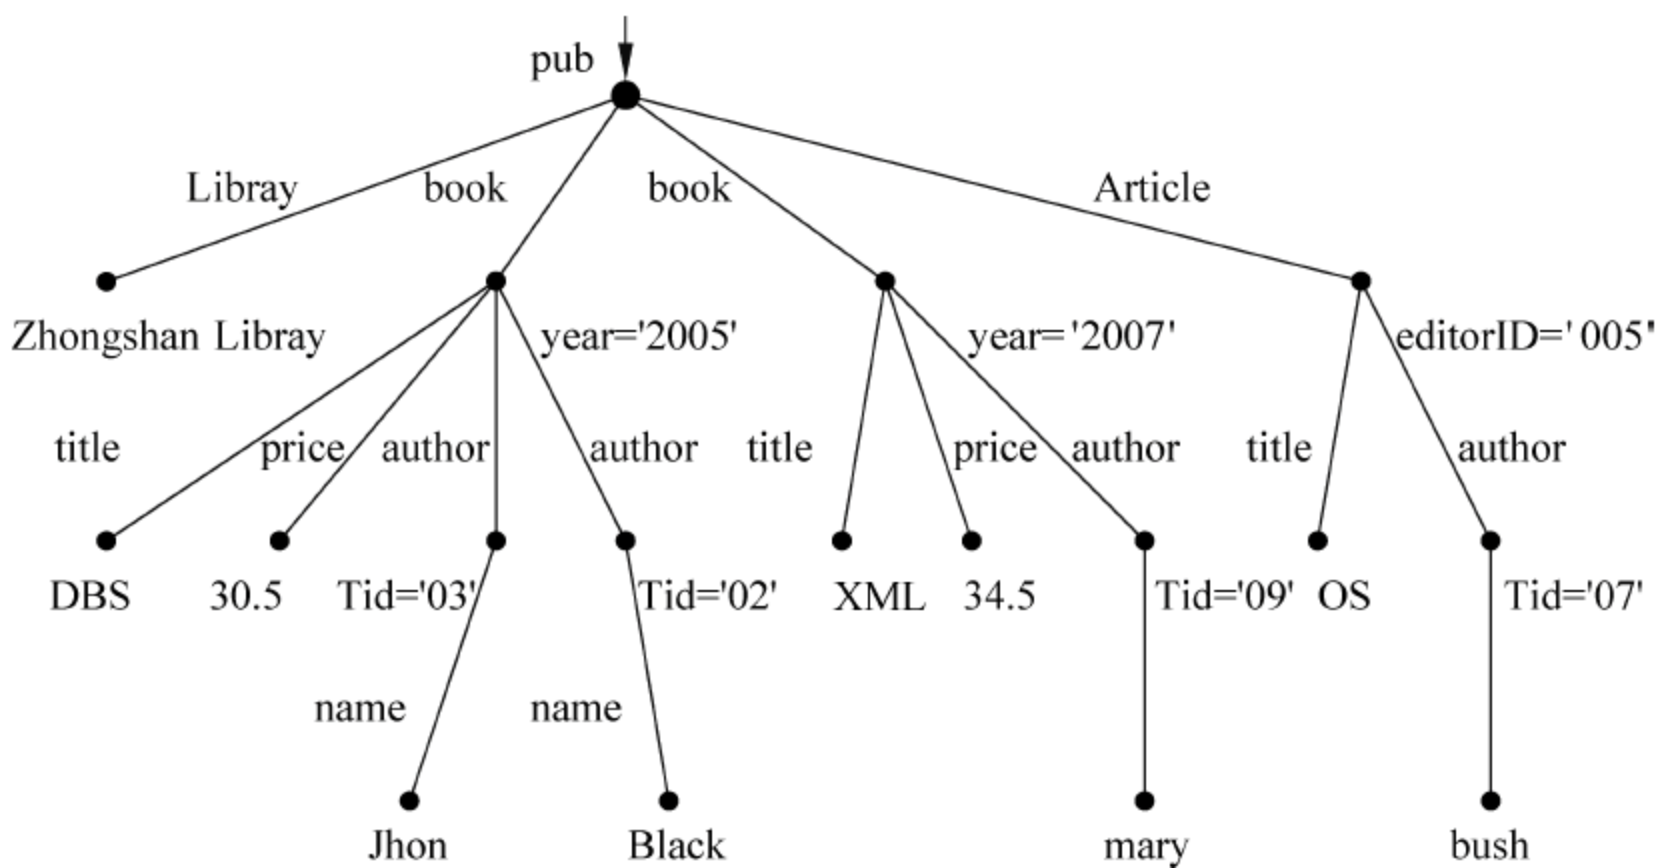 pub
Libray book book Article
Zhongshan Libray year='2005' year='2007' editorID='005"
title price author author title price author title author
DBS 30.5 Tid='03' Tid='02' XML 34.5 Tid='09' OS Tid='07'
name name
Jhon Black mary bush